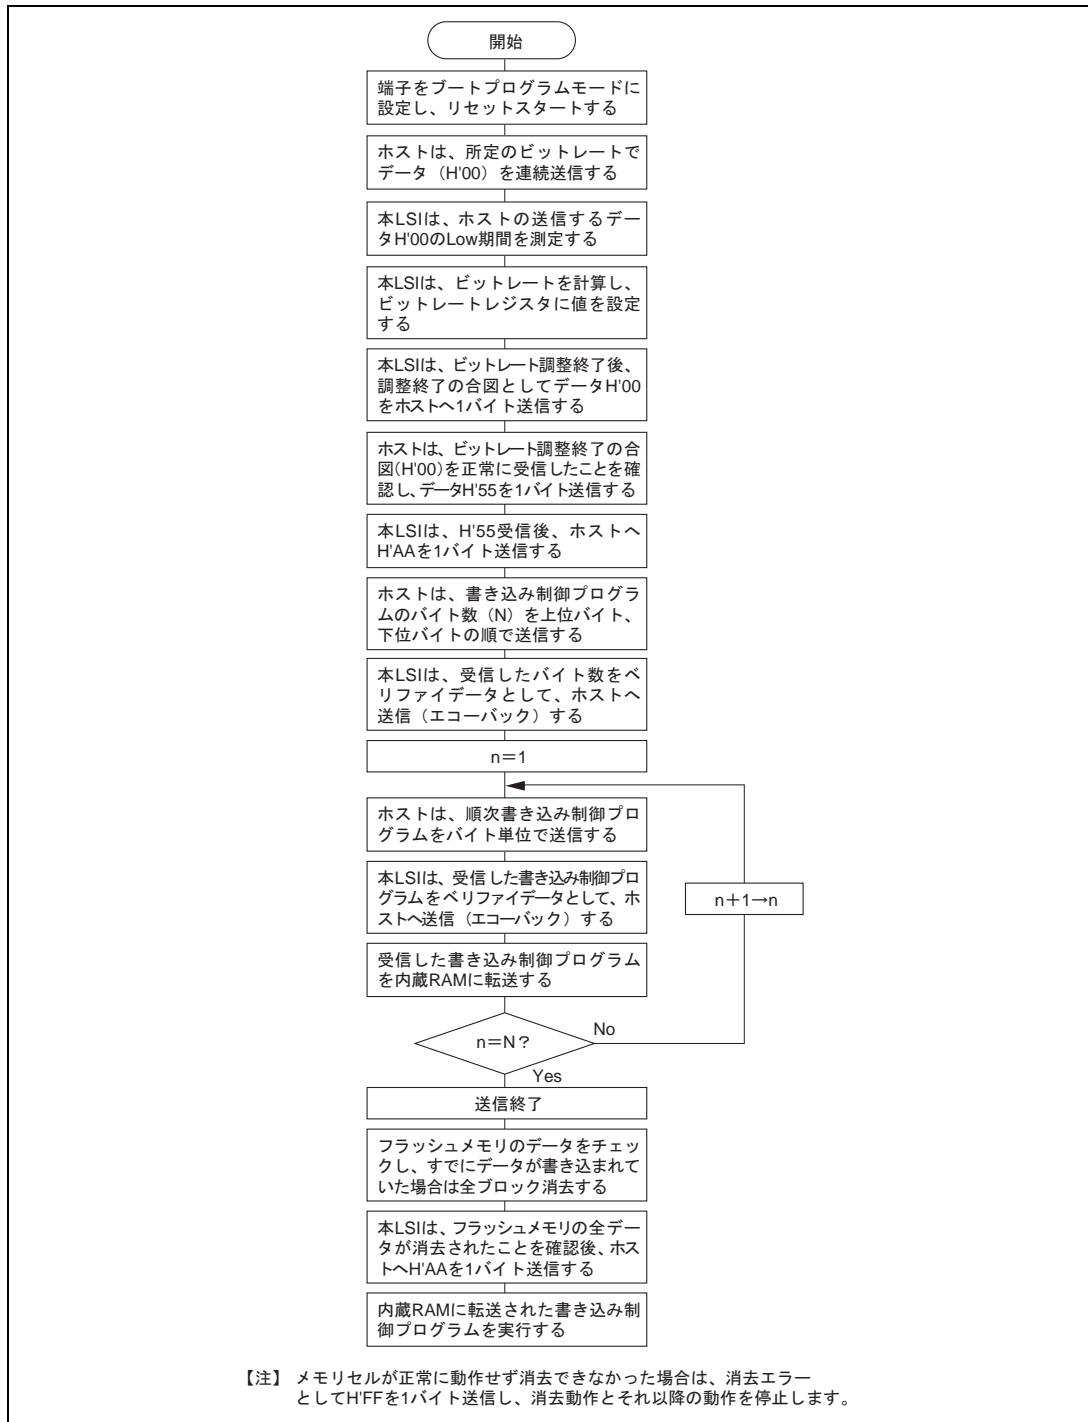 開始
端子をブートプログラムモードに
設定し、リセットスタートする
ホストは、所定のビットレートで
データ（H'00）を連続送信する
本LSIは、ホストの送信するデー
タH'00のLow期間を測定する
本LSIは、ビットレートを計算し、
ビットレートレジスタに値を設定
する
本LSIは、ビットレート調整終了後、
調整終了の合図としてデータH'00
をホストへ1バイト送信する
ホストは、ビットレート調整終了の合
図(H'00)を正常に受信したことを確
認し、データH'55を1バイト送信する
本LSIは、H'55受信後、ホストへ
H'AAを1バイト送信する
ホストは、書き込み制御プログラ
ムのバイト数（N）を上位バイト、
下位バイトの順で送信する
本LSIは、受信したバイト数をベ
リファイデータとして、ホストへ
送信（エコーバック）する
n＝1
ホストは、順次書き込み制御プロ
グラムをバイト単位で送信する
本LSIは、受信した書き込み制御プロ
グラムをベリファイデータとして、ホ
ストへ送信（エコーバック）する
n＋1→n
受信した書き込み制御プログラム
を内蔵RAMに転送する
n＝N？
No
Yes
送信終了
フラッシュメモリのデータをチェッ
クし、すでにデータが書き込まれて
いた場合は全ブロック消去する
本LSIは、フラッシュメモリの全デー
タが消去されたことを確認後、ホス
トへH'AAを1バイト送信する
内蔵RAMに転送された書き込み制
御プログラムを実行する
【注】 メモリセルが正常に動作せず消去できなかった場合は、消去エラー
としてH'FFを1バイト送信し、消去動作とそれ以降の動作を停止します。